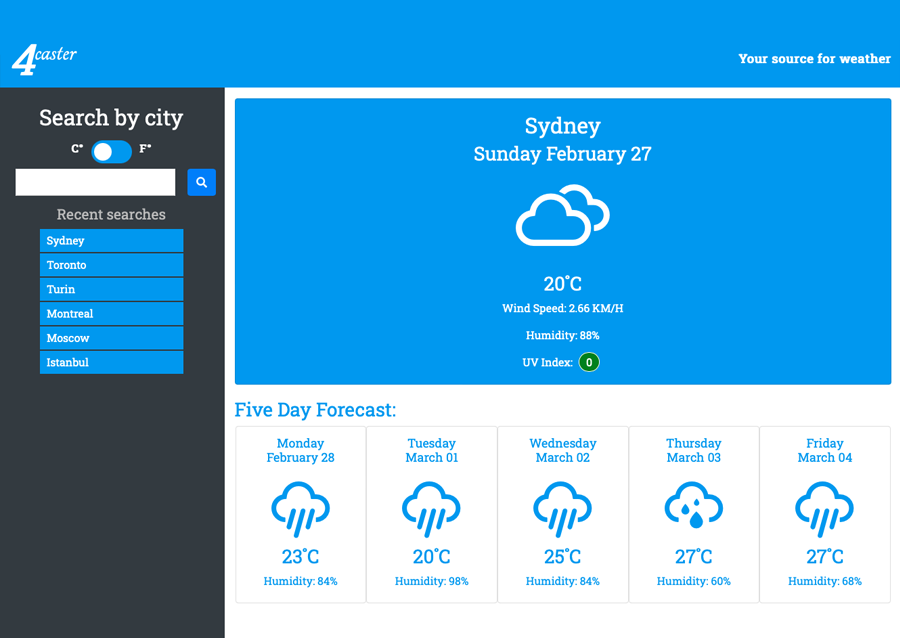 4caster
Your source for weather
Search by city
C° F°
Recent searches
Sydney
Toronto
Turin
Montreal
Moscow
Istanbul
Sydney
Sunday February 27
20°C
Wind Speed: 2.66 KM/H
Humidity: 88%
UV Index: 0
Five Day Forecast:
Monday
February 28
23°C
Humidity: 84%
Tuesday
March 01
20°C
Humidity: 98%
Wednesday
March 02
25°C
Humidity: 84%
Thursday
March 03
27°C
Humidity: 60%
Friday
March 04
27°C
Humidity: 68%